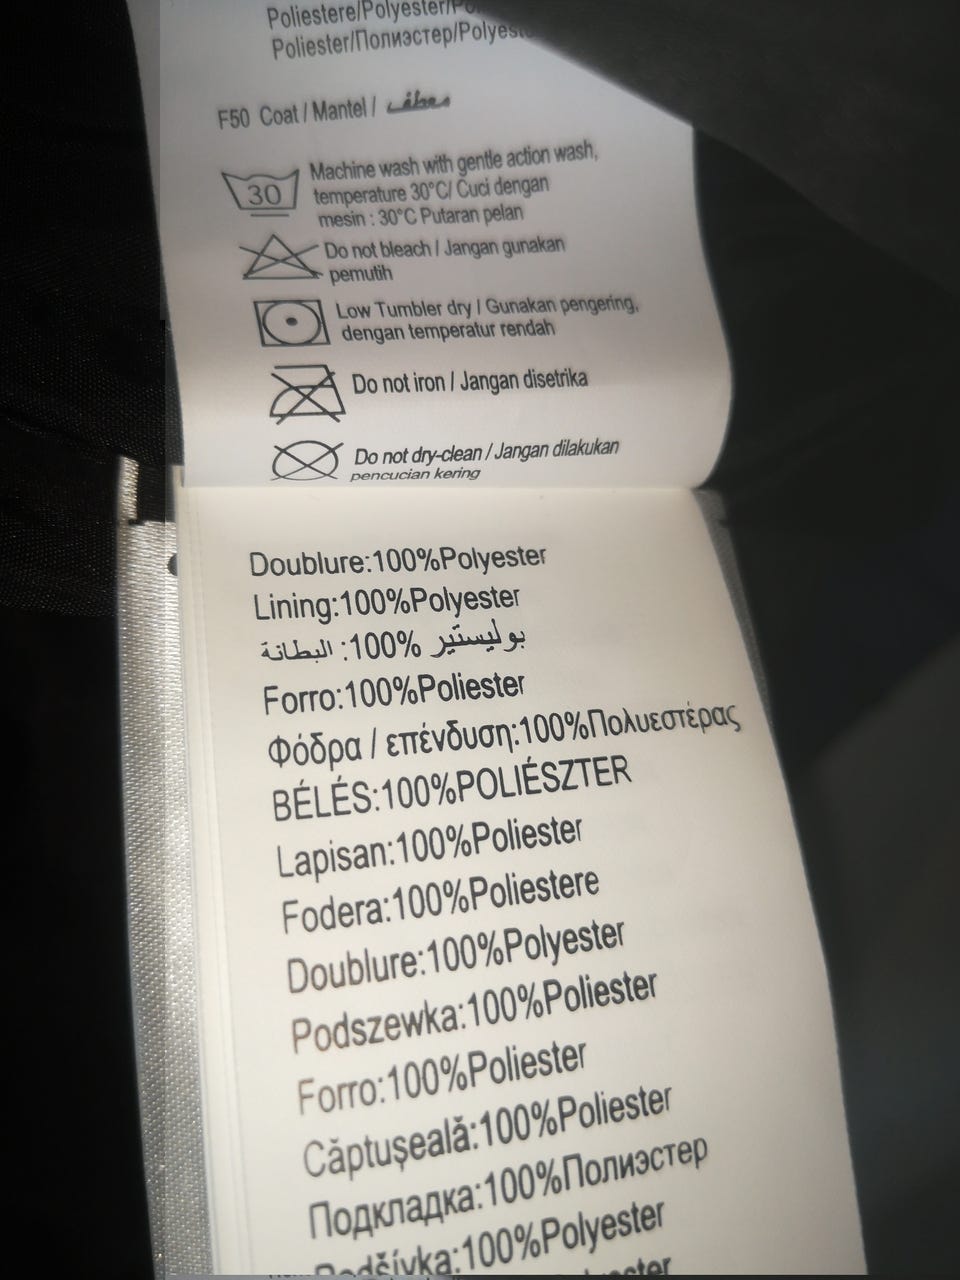 Poliestere/Polyester/
Poliester/Полиэстер/Polyester
F50 Coat / Mantel / معطف
30
Machine wash with gentle action wash,
temperature 30°C/ Cuci dengan
mesin : 30°C Putaran pelan
Do not bleach / Jangan gunakan
pemutih
Low Tumbler dry / Gunakan pengering,
dengan temperatur rendah
Do not iron / Jangan disetrika
Do not dry-clean / Jangan dilakukan
pencucian kering
Doublure:100%Polyester
Lining:100%Polyester
البطانة: 100% بوليستير
Forro:100%Poliester
Φόδρα / επένδυση:100%Πολυεστέρας
BÉLÉS:100%POLIÉSZTER
Lapisan:100%Poliester
Fodera:100%Poliestere
Doublure:100%Polyester
Podszewka:100%Poliester
Forro:100%Poliester
Căptuşeală:100%Poliester
Подкладка:100%Полиэстер
Podšívka:100%Polyester